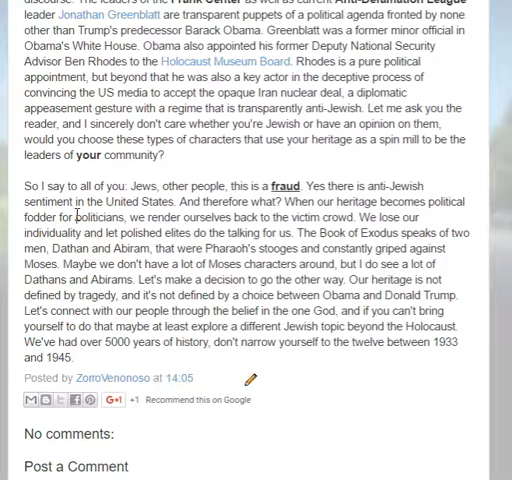 discourse. The leaders of the Frank Center as well as current Anti-Defamation League
leader Jonathan Greenblatt are transparent puppets of a political agenda fronted by none
other than Trump's predecessor Barack Obama. Greenblatt was a former minor official in
Obama's White House. Obama also appointed his former Deputy National Security
Advisor Ben Rhodes to the Holocaust Museum Board. Rhodes is a pure political
appointment, but beyond that he was also a key actor in the deceptive process of
convincing the US media to accept the opaque Iran nuclear deal, a diplomatic
appeasement gesture with a regime that is transparently anti-Jewish. Let me ask you the
reader, and I sincerely don't care whether you're Jewish or have an opinion on them,
would you choose these types of characters that use your heritage as a spin mill to be the
leaders of your community?
So I say to all of you: Jews, other people, this is a fraud. Yes there is anti-Jewish
sentiment in the United States. And therefore what? When our heritage becomes political
fodder for politicians, we render ourselves back to the victim crowd. We lose our
individuality and let polished elites do the talking for us. The Book of Exodus speaks of two
men, Dathan and Abiram, that were Pharaoh's stooges and constantly griped against
Moses. Maybe we don't have a lot of Moses characters around, but I do see a lot of
Dathans and Abirams. Let's make a decision to go the other way. Our heritage is not
defined by tragedy, and it's not defined by a choice between Obama and Donald Trump.
Let's connect with our people through the belief in the one God, and if you can't bring
yourself to do that maybe at least explore a different Jewish topic beyond the Holocaust.
We've had over 5000 years of history, don't narrow yourself to the twelve between 1933
and 1945.
Posted by ZorroVenonoso at 14:05
G+1 +1 Recommend this on Google
No comments:
Post a Comment